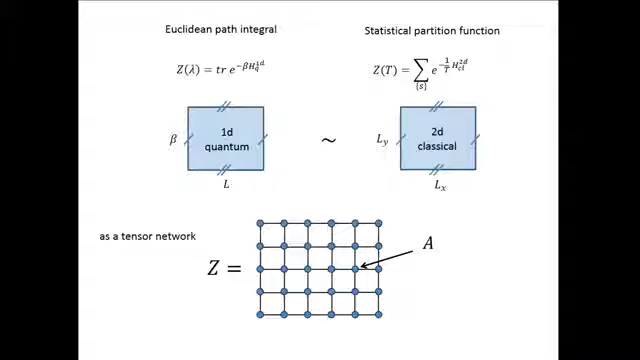 Euclidean path integral
Statistical partition function
Z(λ) = tr e^{-βH_q^{1d}}
Z(T) = ∑_{{s}} e^{-\frac{1}{T}H_{cl}^{2d}}
β
1d
quantum
L
~
L_y
2d
classical
L_x
as a tensor network
Z =
A